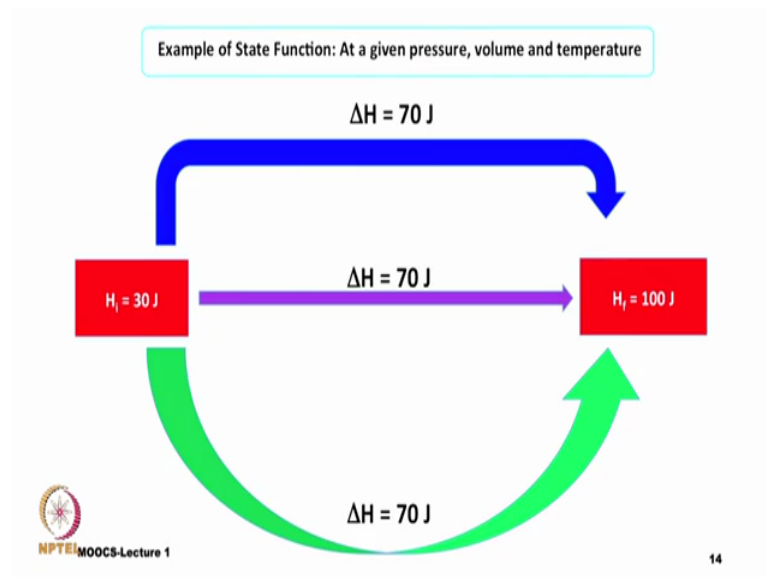 Example of State Function: At a given pressure, volume and temperature
ΔH = 70 J
ΔH = 70 J
Hi = 30 J
Hf = 100 J
ΔH = 70 J
NPTEL MOOCS-Lecture 1
14